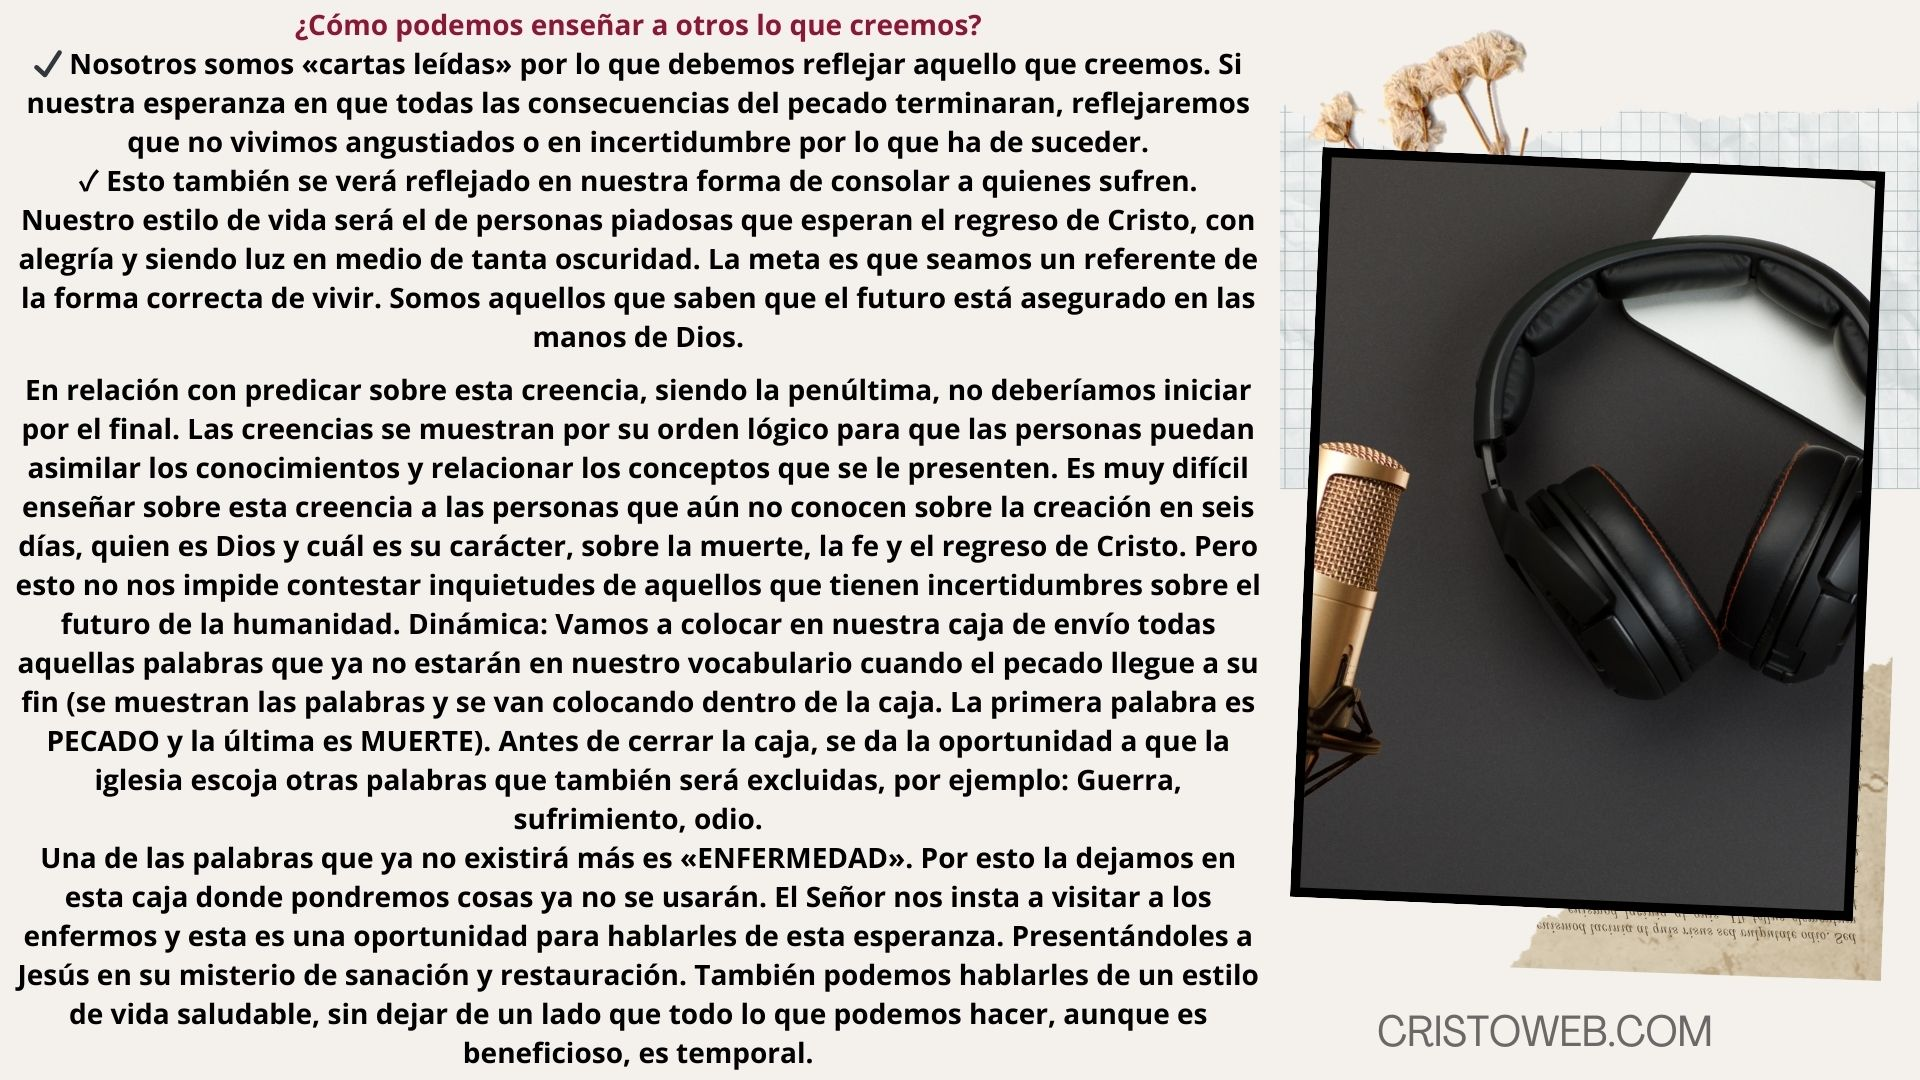 ¿Cómo podemos enseñar a otros lo que creemos?
✓ Nosotros somos «cartas leídas» por lo que debemos reflejar aquello que creemos. Si
nuestra esperanza en que todas las consecuencias del pecado terminaran, reflejaremos
que no vivimos angustiados o en incertidumbre por lo que ha de suceder.
✓ Esto también se verá reflejado en nuestra forma de consolar a quienes sufren.
Nuestro estilo de vida será el de personas piadosas que esperan el regreso de Cristo, con
alegría y siendo luz en medio de tanta oscuridad. La meta es que seamos un referente de
la forma correcta de vivir. Somos aquellos que saben que el futuro está asegurado en las
manos de Dios.
En relación con predicar sobre esta creencia, siendo la penúltima, no deberíamos iniciar
por el final. Las creencias se muestran por su orden lógico para que las personas puedan
asimilar los conocimientos y relacionar los conceptos que se le presenten. Es muy difícil
enseñar sobre esta creencia a las personas que aún no conocen sobre la creación en seis
días, quien es Dios y cuál es su carácter, sobre la muerte, la fe y el regreso de Cristo. Pero
esto no nos impide contestar inquietudes de aquellos que tienen incertidumbres sobre el
futuro de la humanidad. Dinámica: Vamos a colocar en nuestra caja de envío todas
aquellas palabras que ya no estarán en nuestro vocabulario cuando el pecado llegue a su
fin (se muestran las palabras y se van colocando dentro de la caja. La primera palabra es
PECADO y la última es MUERTE). Antes de cerrar la caja, se da la oportunidad a que la
iglesia escoja otras palabras que también será excluidas, por ejemplo: Guerra,
sufrimiento, odio.
Una de las palabras que ya no existirá más es «ENFERMEDAD». Por esto la dejamos en
esta caja donde pondremos cosas ya no se usarán. El Señor nos insta a visitar a los
enfermos y esta es una oportunidad para hablarles de esta esperanza. Presentándoles a
Jesús en su misterio de sanación y restauración. También podemos hablarles de un estilo
de vida saludable, sin dejar de un lado que todo lo que podemos hacer, aunque es
beneficioso, es temporal.
euismod lacinia at quis risus sed vulputate odio. Sed
CRISTOWEB.COM